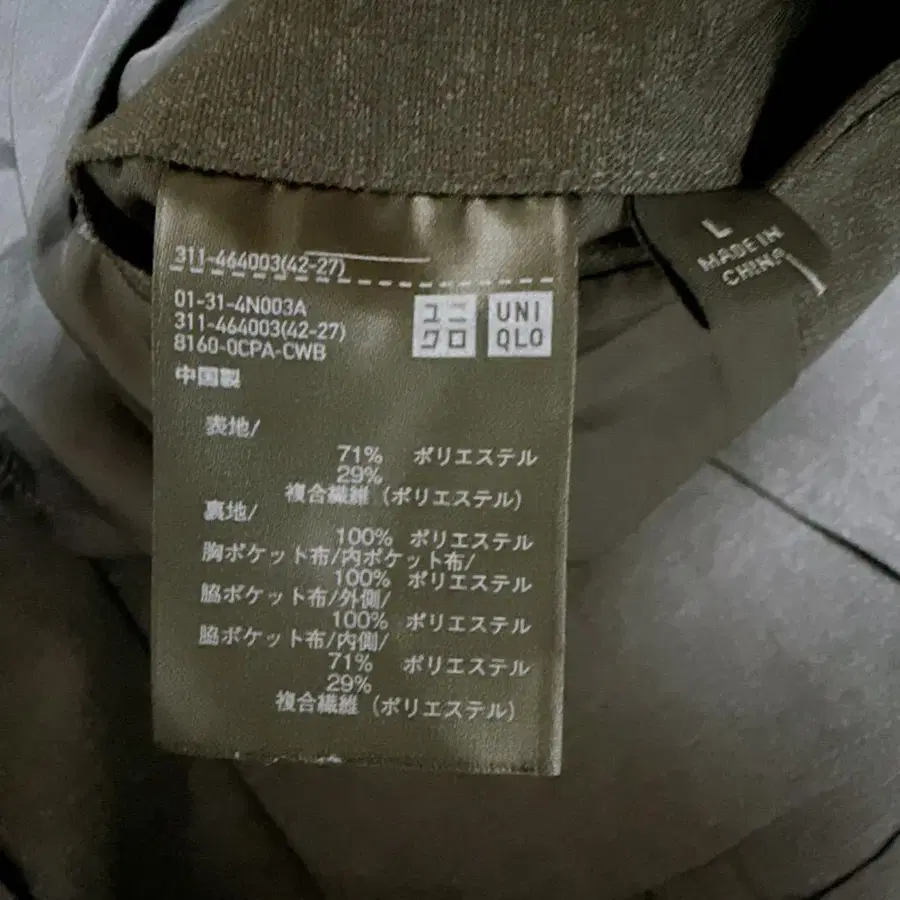 311-464003(42-27)
01-31-4N003A
311-464003(42-27)
8160-0CPA-CWB
ユニ
クロ
UNI
QLO
中国製
表地/
71% ポリエステル
29%
複合繊維（ポリエステル）
裏地/
100% ポリエステル
胸ポケット布/内ポケット布/
100% ポリエステル
脇ポケット布/外側/
100% ポリエステル
脇ポケット布/内側/
71% ポリエステル
29%
複合繊維（ポリエステル）
L
MADE IN
CHINA